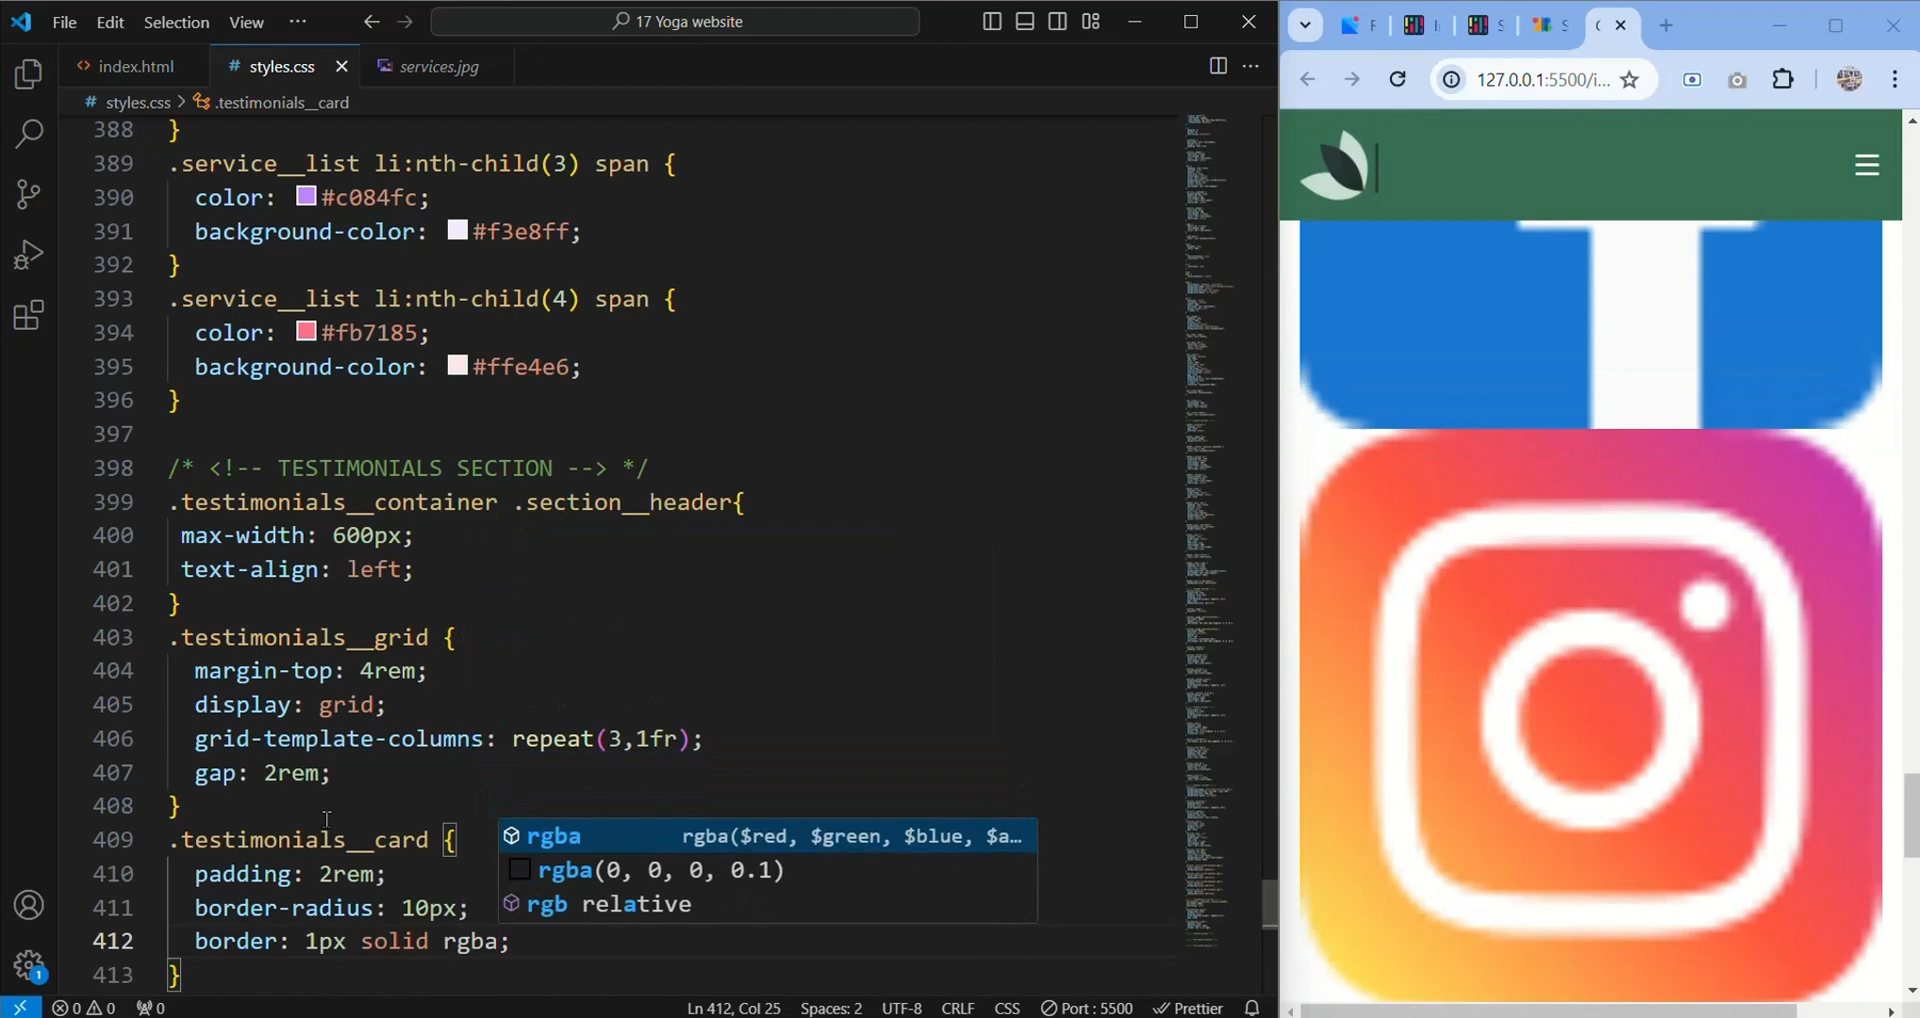 File Edit Selection View ··· 17 Yoga website
index.html # styles.css services.jpg
# styles.css > .testimonials__card
388 }
389 .service__list li:nth-child(3) span {
390 color: #c084fc;
391 background-color: #f3e8ff;
392 }
393 .service__list li:nth-child(4) span {
394 color: #fb7185;
395 background-color: #ffe4e6;
396 }
397
398 /* <!-- TESTIMONIALS SECTION --> */
399 .testimonials__container .section__header{
400 max-width: 600px;
401 text-align: left;
402 }
403 .testimonials__grid {
404 margin-top: 4rem;
405 display: grid;
406 grid-template-columns: repeat(3,1fr);
407 gap: 2rem;
408 }
409 .testimonials__card {
410 padding: 2rem;
411 border-radius: 10px;
412 border: 1px solid rgba;
413 }
rgba rgba($red, $green, $blue, $a…
rgba(0, 0, 0, 0.1)
rgb relative
1
0 0 0 Ln 412, Col 25 Spaces: 2 UTF-8 CRLF CSS Port : 5500 Prettier
127.0.0.1:5500/i...